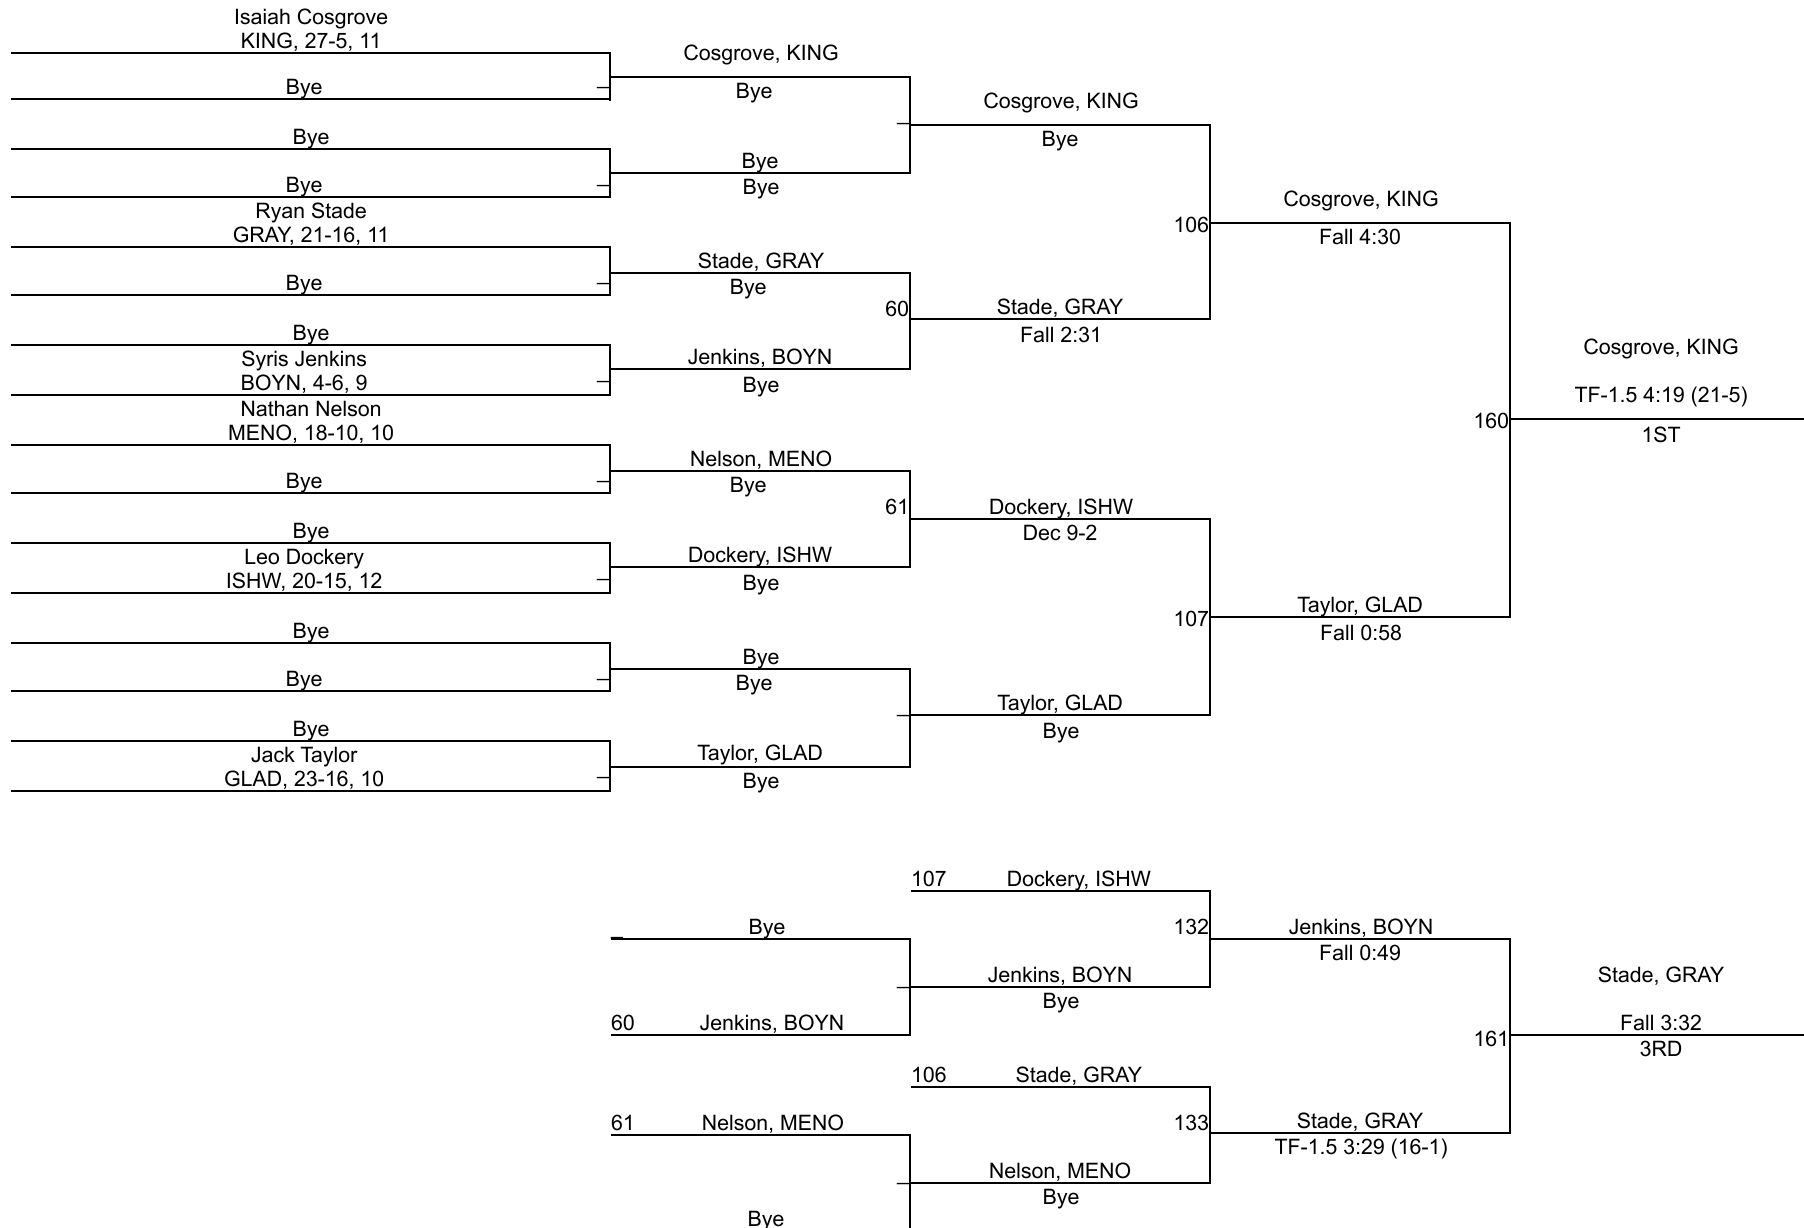 Isaiah Cosgrove
KING, 27-5, 11
Bye
Bye
Bye
Ryan Stade
GRAY, 21-16, 11
Bye
Bye
Syris Jenkins
BOYN, 4-6, 9
Nathan Nelson
MENO, 18-10, 10
Bye
Bye
Leo Dockery
ISHW, 20-15, 12
Bye
Bye
Bye
Jack Taylor
GLAD, 23-16, 10
Cosgrove, KING
Bye
Bye
Bye
Stade, GRAY
Bye
60
Jenkins, BOYN
Bye
Nelson, MENO
Bye
61
Dockery, ISHW
Bye
Bye
Bye
Taylor, GLAD
Bye
Cosgrove, KING
Bye
106
Stade, GRAY
Fall 2:31
Dockery, ISHW
Dec 9-2
107
Taylor, GLAD
Bye
Cosgrove, KING
Fall 4:30
160
Taylor, GLAD
Fall 0:58
Cosgrove, KING
TF-1.5 4:19 (21-5)
1ST
107 Dockery, ISHW
Bye
132
Jenkins, BOYN
Bye
60 Jenkins, BOYN
106 Stade, GRAY
61 Nelson, MENO
133
Nelson, MENO
Bye
Bye
Jenkins, BOYN
Fall 0:49
161
Stade, GRAY
TF-1.5 3:29 (16-1)
Stade, GRAY
Fall 3:32
3RD